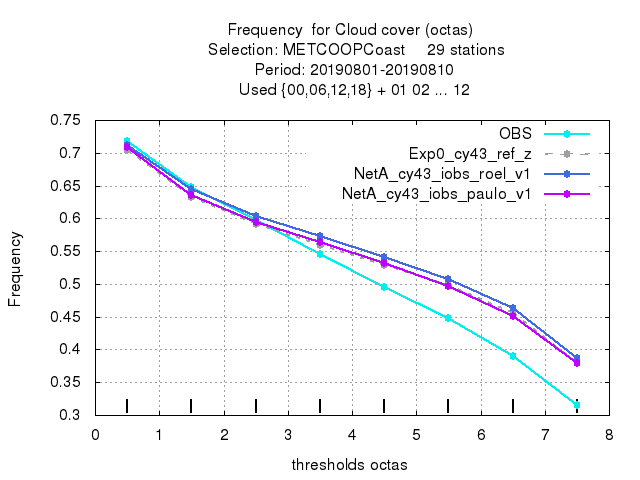 Frequency  for Cloud cover (octas)
Selection: METCOOPCoast     29 stations
Period: 20190801-20190810
Used {00,06,12,18} + 01 02 ... 12
OBS
Exp0_cy43_ref_z
NetA_cy43_iobs_roel_v1
NetA_cy43_iobs_paulo_v1
Frequency
0.75
0.7
0.65
0.6
0.55
0.5
0.45
0.4
0.35
0.3
0 1 2 3 4 5 6 7 8
thresholds octas